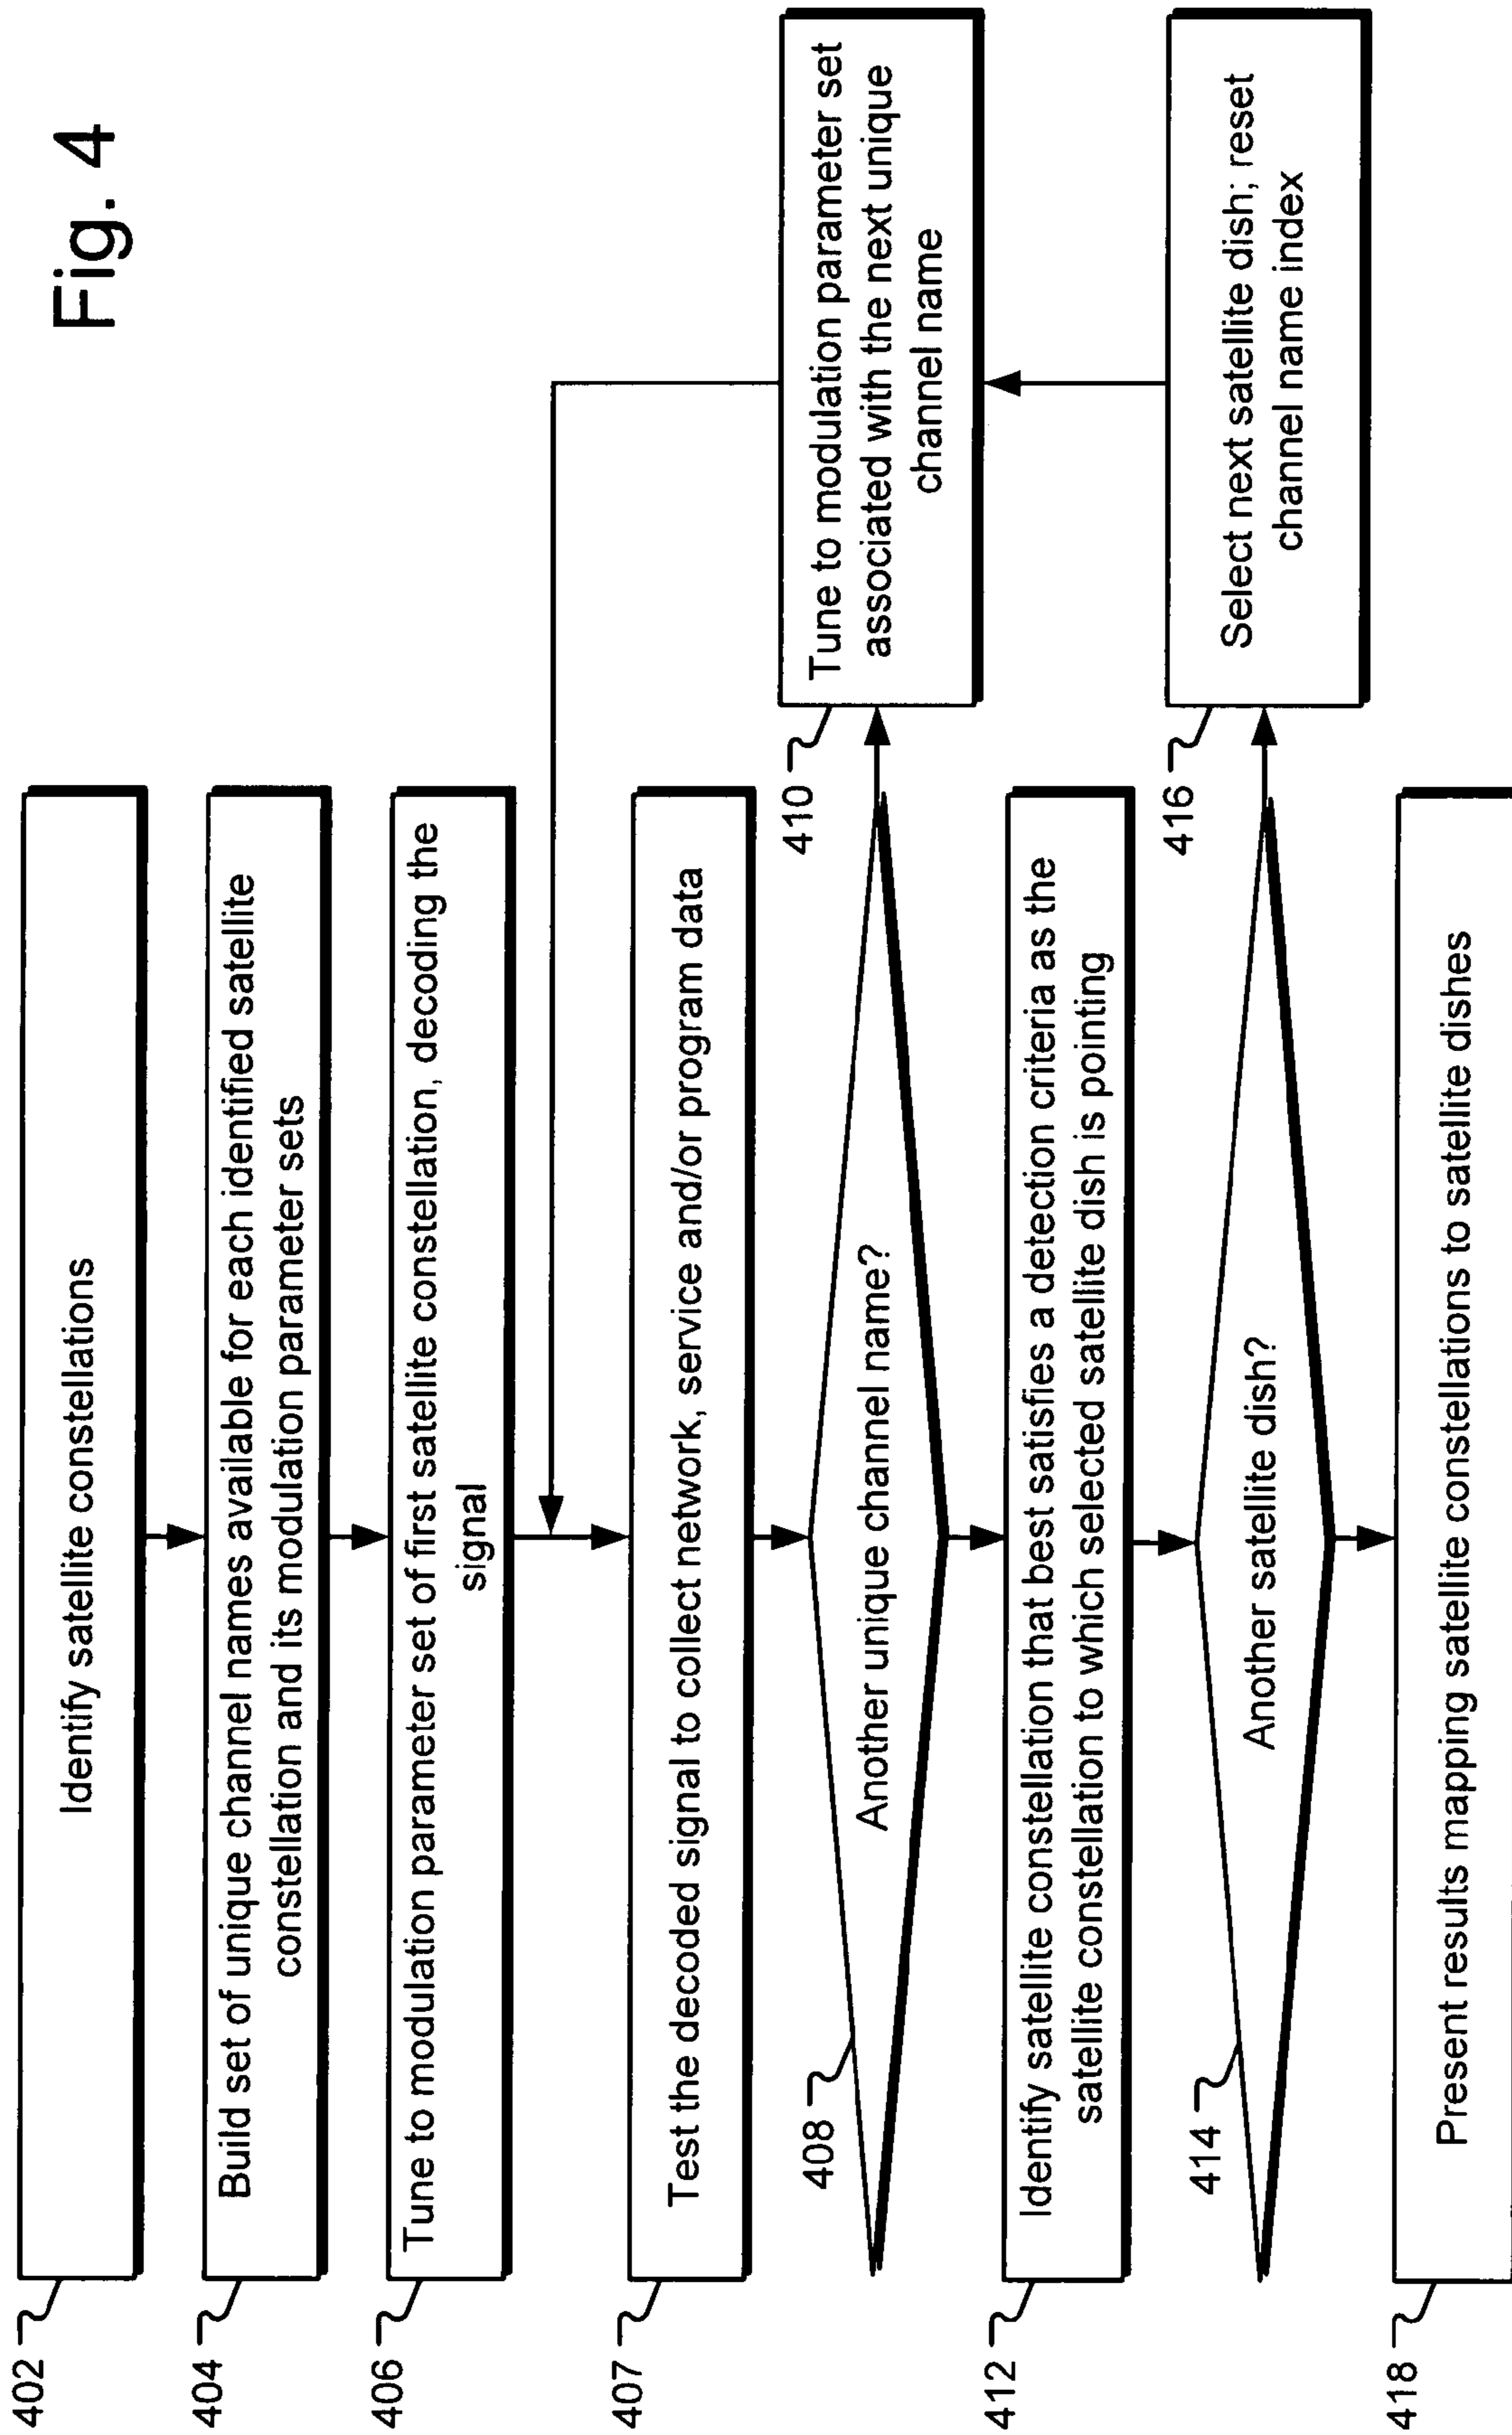 Fig. 4
402
Identify satellite constellations
404
Build set of unique channel names available for each identified satellite
constellation and its modulation parameter sets
406
Tune to modulation parameter set of first satellite constellation, decoding the
signal
407
Test the decoded signal to collect network, service and/or program data
408
Another unique channel name?
410
Tune to modulation parameter set
associated with the next unique
channel name
412
Identify satellite constellation that best satisfies a detection criteria as the
satellite constellation to which selected satellite dish is pointing
414
Another satellite dish?
416
Select next satellite dish; reset
channel name index
418
Present results mapping satellite constellations to satellite dishes